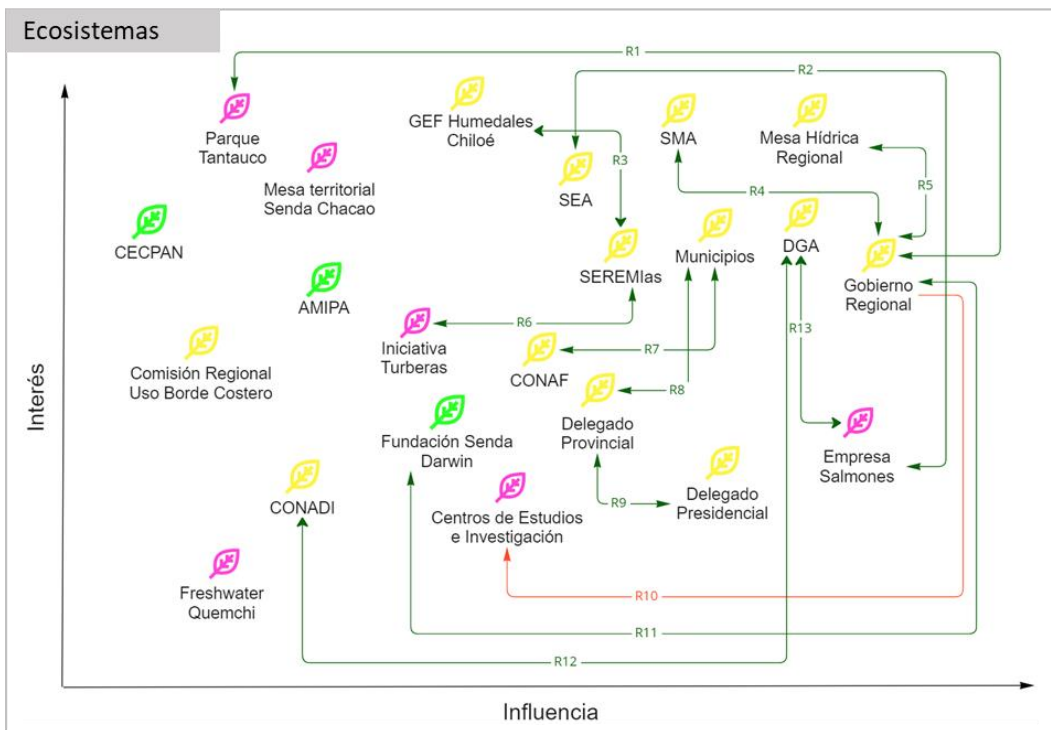 Ecosistemas
R1
R2
Parque
Tantauco
GEF Humedales
Chiloé
SMA
Mesa Hídrica
Regional
Mesa territorial
Senda Chacao
R3
SEA
R4
R5
CECPAN
SEREMIas
Municipios
DGA
Gobierno
Regional
AMIPA
R6
Iniciativa
Turberas
R13
R7
CONAF
Comisión Regional
Uso Borde Costero
R8
Delegado
Provincial
Fundación Senda
Darwin
Empresa
Salmones
Interés
CONADI
Centros de Estudios
e Investigación
R9
Delegado
Presidencial
Freshwater
Quemchi
R10
R11
R12
Influencia